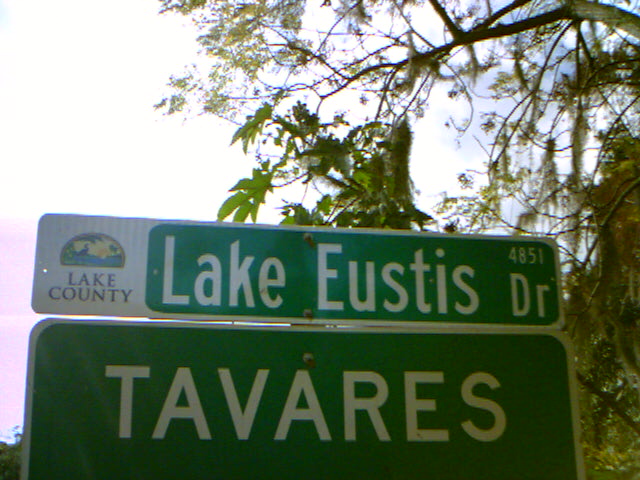 LAKE
COUNTY
Lake Eustis Dr
4851
TAVARES